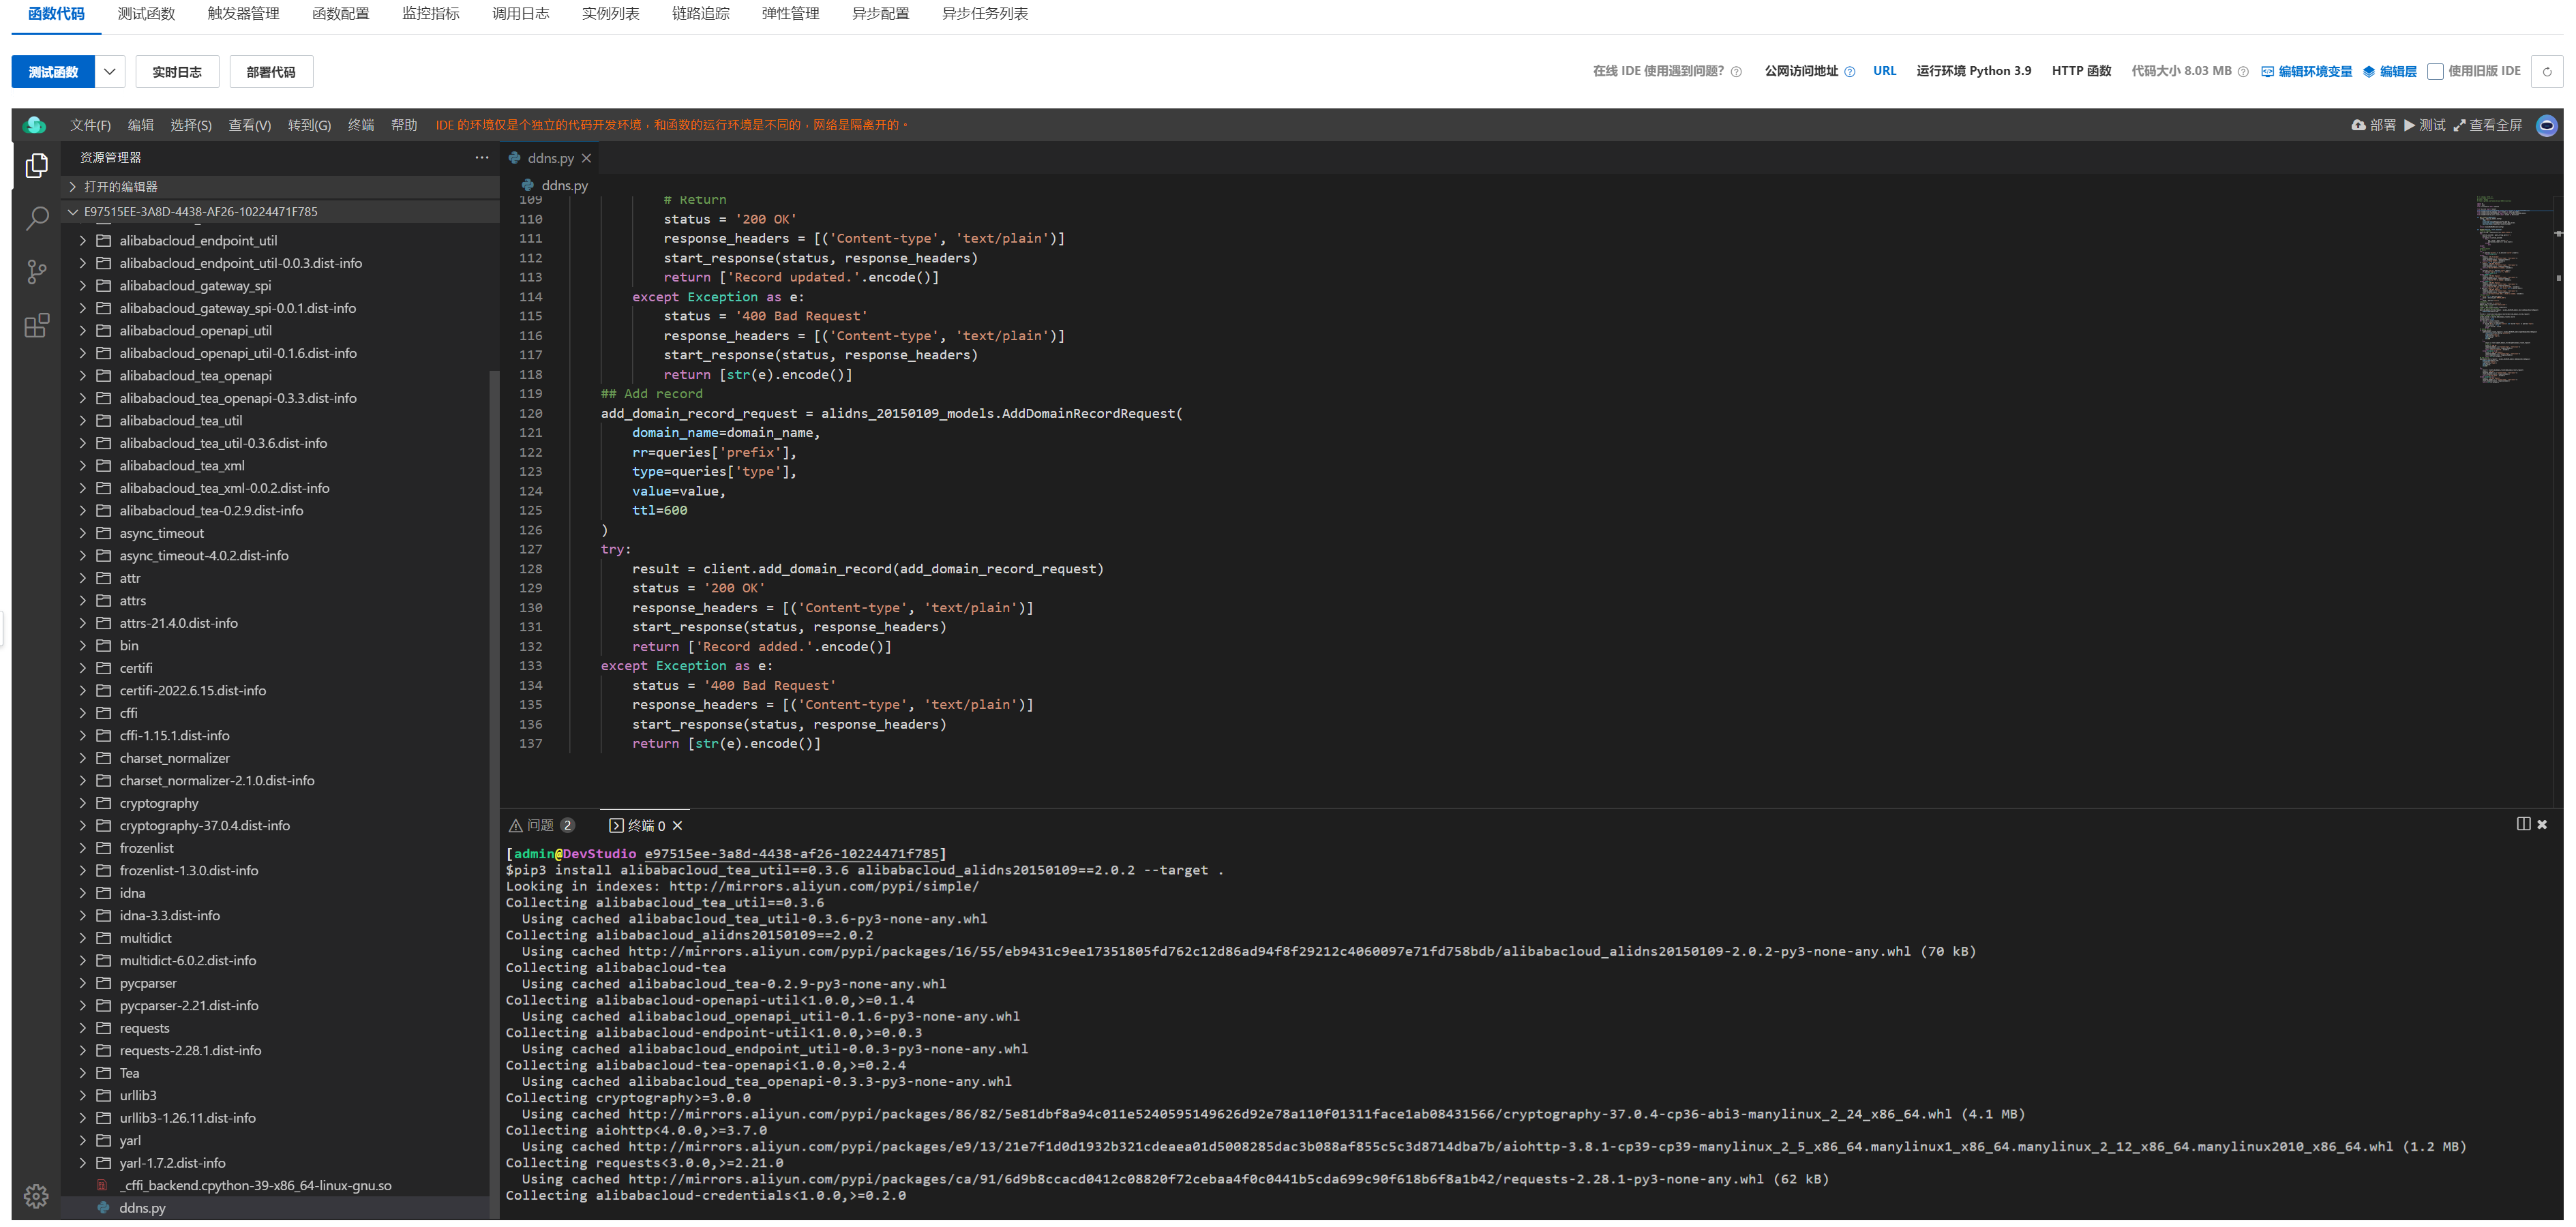 函数代码 测试函数 触发器管理 函数配置 监控指标 调用日志 实例列表 链路追踪 弹性管理 异步配置 异步任务列表
测试函数 实时日志 部署代码 在线 IDE 使用遇到问题? 公网访问地址 URL 运行环境 Python 3.9 HTTP 函数 代码大小 8.03 MB 编辑环境变量 编辑层 使用旧版 IDE
文件(F) 编辑 选择(S) 查看(V) 转到(G) 终端 帮助 IDE 的环境仅是个独立的代码开发环境，和函数的运行环境是不同的，网络是隔离开的。 部署 测试 查看全屏
资源管理器
打开的编辑器
E97515EE-3A8D-4438-AF26-10224471F785
alibabacloud_endpoint_util
alibabacloud_endpoint_util-0.0.3.dist-info
alibabacloud_gateway_spi
alibabacloud_gateway_spi-0.0.1.dist-info
alibabacloud_openapi_util
alibabacloud_openapi_util-0.1.6.dist-info
alibabacloud_tea_openapi
alibabacloud_tea_openapi-0.3.3.dist-info
alibabacloud_tea_util
alibabacloud_tea_util-0.3.6.dist-info
alibabacloud_tea_xml
alibabacloud_tea_xml-0.0.2.dist-info
alibabacloud_tea-0.2.9.dist-info
async_timeout
async_timeout-4.0.2.dist-info
attr
attrs
attrs-21.4.0.dist-info
bin
certifi
certifi-2022.6.15.dist-info
cffi
cffi-1.15.1.dist-info
charset_normalizer
charset_normalizer-2.1.0.dist-info
cryptography
cryptography-37.0.4.dist-info
frozenlist
frozenlist-1.3.0.dist-info
idna
idna-3.3.dist-info
multidict
multidict-6.0.2.dist-info
pycparser
pycparser-2.21.dist-info
requests
requests-2.28.1.dist-info
Tea
urllib3
urllib3-1.26.11.dist-info
yarl
yarl-1.7.2.dist-info
_cffi_backend.cpython-39-x86_64-linux-gnu.so
ddns.py
ddns.py
ddns.py
109 # Return
110 status = '200 OK'
111 response_headers = [('Content-type', 'text/plain')]
112 start_response(status, response_headers)
113 return ['Record updated.'.encode()]
114 except Exception as e:
115 status = '400 Bad Request'
116 response_headers = [('Content-type', 'text/plain')]
117 start_response(status, response_headers)
118 return [str(e).encode()]
119 ## Add record
120 add_domain_record_request = alidns_20150109_models.AddDomainRecordRequest(
121 domain_name=domain_name,
122 rr=queries['prefix'],
123 type=queries['type'],
124 value=value,
125 ttl=600
126 )
127 try:
128 result = client.add_domain_record(add_domain_record_request)
129 status = '200 OK'
130 response_headers = [('Content-type', 'text/plain')]
131 start_response(status, response_headers)
132 return ['Record added.'.encode()]
133 except Exception as e:
134 status = '400 Bad Request'
135 response_headers = [('Content-type', 'text/plain')]
136 start_response(status, response_headers)
137 return [str(e).encode()]
问题 2 终端 0
[admin@DevStudio e97515ee-3a8d-4438-af26-10224471f785]
$pip3 install alibabacloud_tea_util==0.3.6 alibabacloud_alidns20150109==2.0.2 --target .
Looking in indexes: http://mirrors.aliyun.com/pypi/simple/
Collecting alibabacloud_tea_util==0.3.6
Using cached alibabacloud_tea_util-0.3.6-py3-none-any.whl
Collecting alibabacloud_alidns20150109==2.0.2
Using cached http://mirrors.aliyun.com/pypi/packages/16/55/eb9431c9ee17351805fd762c12d86ad94f8f29212c4060097e71fd758bdb/alibabacloud_alidns20150109-2.0.2-py3-none-any.whl (70 kB)
Collecting alibabacloud-tea
Using cached alibabacloud_tea-0.2.9-py3-none-any.whl
Collecting alibabacloud-openapi-util<1.0.0,>=0.1.4
Using cached alibabacloud_openapi_util-0.1.6-py3-none-any.whl
Collecting alibabacloud-endpoint-util<1.0.0,>=0.0.3
Using cached alibabacloud_endpoint_util-0.0.3-py3-none-any.whl
Collecting alibabacloud-tea-openapi<1.0.0,>=0.2.4
Using cached alibabacloud_tea_openapi-0.3.3-py3-none-any.whl
Collecting cryptography>=3.0.0
Using cached http://mirrors.aliyun.com/pypi/packages/86/82/5e81dbf8a94c011e5240595149626d92e78a110f01311face1ab08431566/cryptography-37.0.4-cp36-abi3-manylinux_2_24_x86_64.whl (4.1 MB)
Collecting aiohttp<4.0.0,>=3.7.0
Using cached http://mirrors.aliyun.com/pypi/packages/e9/13/21e7f1d0d1932b321cdeaea01d5008285dac3b088af855c5c3d8714dba7b/aiohttp-3.8.1-cp39-cp39-manylinux_2_5_x86_64.manylinux1_x86_64.manylinux_2_12_x86_64.manylinux2010_x86_64.whl (1.2 MB)
Collecting requests<3.0.0,>=2.21.0
Using cached http://mirrors.aliyun.com/pypi/packages/ca/91/6d9b8ccacd0412c08820f72cebaa4f0c0441b5cda699c90f618b6f8a1b42/requests-2.28.1-py3-none-any.whl (62 kB)
Collecting alibabacloud-credentials<1.0.0,>=0.2.0